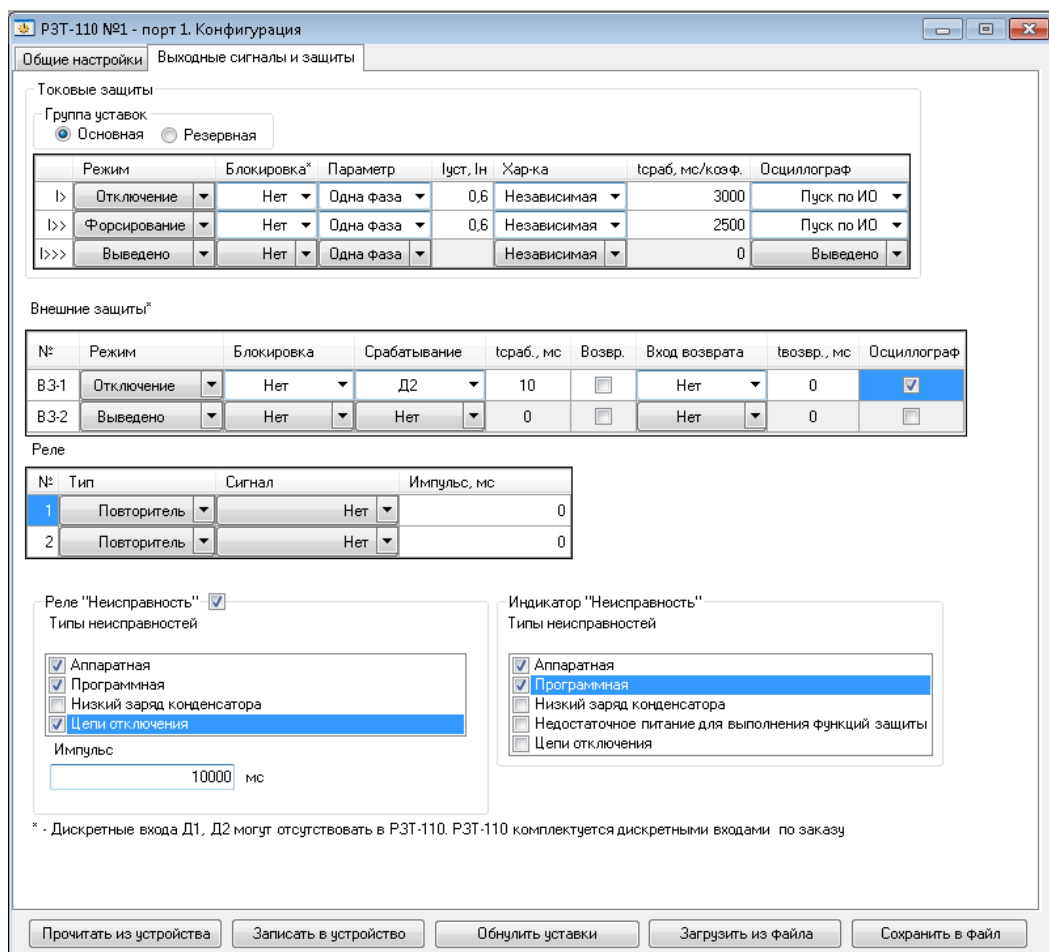 РЗТ-110 №1 - порт 1. Конфигурация
Общие настройки Выходные сигналы и защиты
Токовые защиты
Группа уставок
Основная Резервная
Режим Блокировка* Параметр Iуст, Iн Хар-ка tсраб, мс/коэф. Осциллограф
I> Отключение Нет Одна фаза 0,6 Независимая 3000 Пуск по ИО
I>> Форсирование Нет Одна фаза 0,6 Независимая 2500 Пуск по ИО
I>>> Выведено Нет Одна фаза Независимая 0 Выведено
Внешние защиты*
№ Режим Блокировка Срабатывание tсраб., мс Возвр. Вход возврата tвозвр., мс Осциллограф
ВЗ-1 Отключение Нет Д2 10 Нет 0
ВЗ-2 Выведено Нет Нет 0 Нет 0
Реле
№ Тип Сигнал Импульс, мс
1 Повторитель Нет 0
2 Повторитель Нет 0
Реле "Неисправность"
Типы неисправностей
Аппаратная
Программная
Низкий заряд конденсатора
Цепи отключения
Импульс
10000 мс
Индикатор "Неисправность"
Типы неисправностей
Аппаратная
Программная
Низкий заряд конденсатора
Недостаточное питание для выполнения функций защиты
Цепи отключения
* - Дискретные входа Д1, Д2 могут отсутствовать в РЗТ-110. РЗТ-110 комплектуется дискретными входами по заказу
Прочитать из устройства Записать в устройство Обнулить уставки Загрузить из файла Сохранить в файл